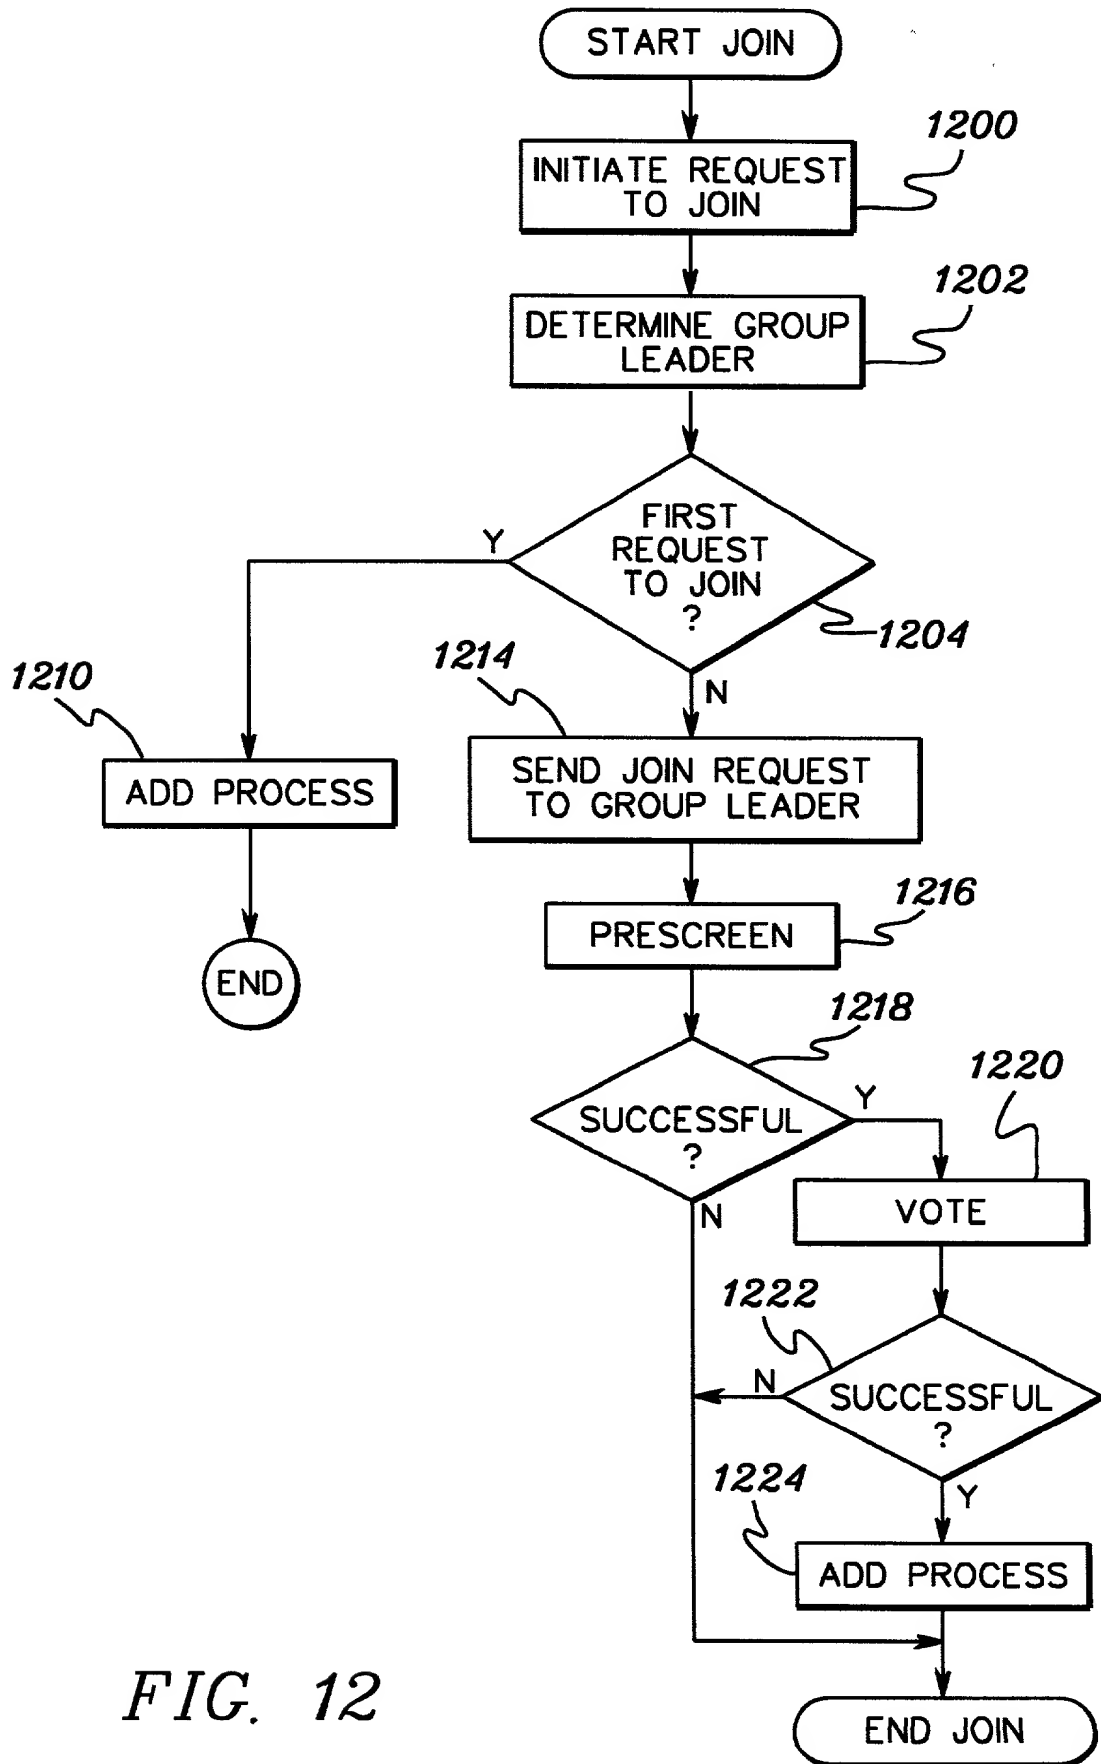 START JOIN
1200
INITIATE REQUEST
TO JOIN
1202
DETERMINE GROUP
LEADER
FIRST
REQUEST
TO JOIN
?
Y
1204
N
1210
1214
ADD PROCESS
SEND JOIN REQUEST
TO GROUP LEADER
1216
PRESCREEN
END
1218
SUCCESSFUL
?
Y
N
1220
VOTE
1222
N
SUCCESSFUL
?
Y
1224
ADD PROCESS
END JOIN
FIG. 12